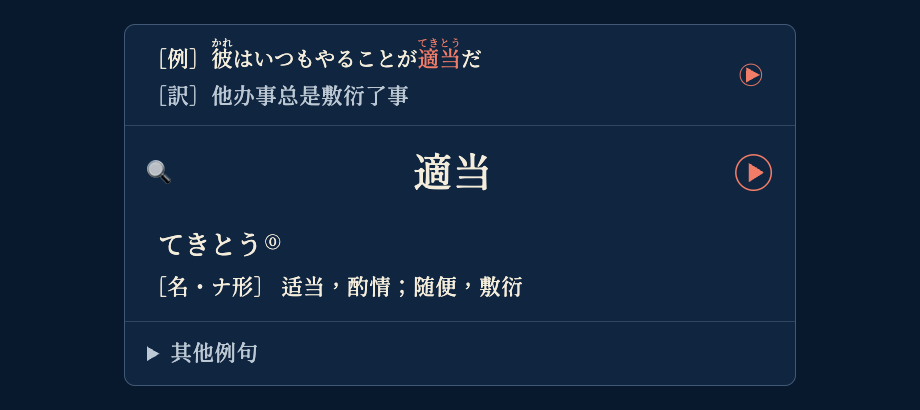 ［例］彼はいつもやることが適当だ
かれ てきとう
［訳］他办事总是敷衍了事
適当
てきとう⓪
［名・ナ形］ 适当，酌情；随便，敷衍
▶ 其他例句